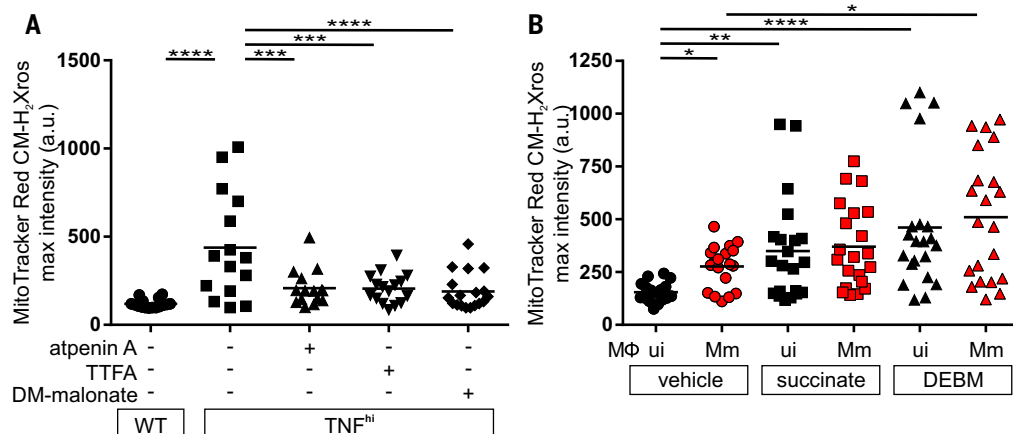 A
MitoTracker Red CM-H₂Xros
max intensity (a.u.)
1500
1000
500
0
****
***
***
****
atpenin A - - + - -
TTFA - - - + -
DM-malonate - - - - +
WT TNFhi
B
MitoTracker Red CM-H₂Xros
max intensity (a.u.)
1250
1000
750
500
250
0
*
****
**
*
MΦ ui Mm ui Mm ui Mm
vehicle succinate DEBM